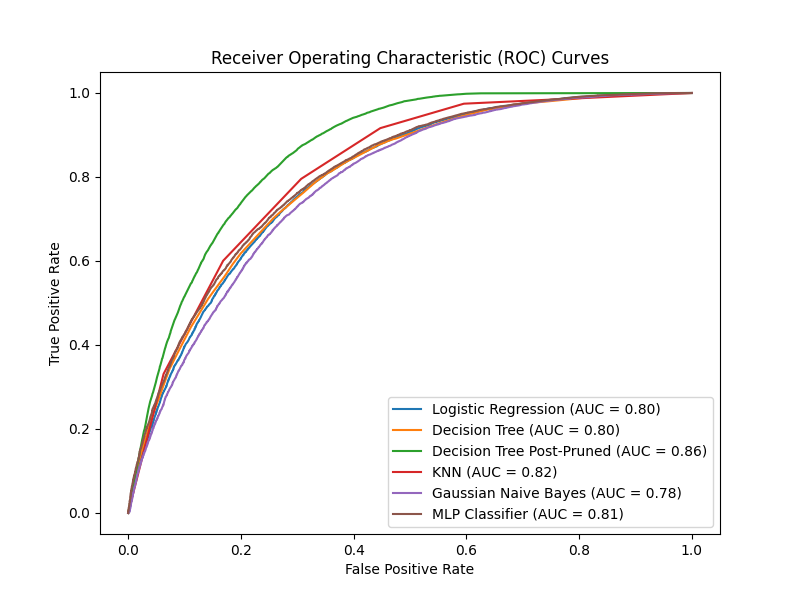 Receiver Operating Characteristic (ROC) Curves
True Positive Rate
1.0
0.8
0.6
0.4
0.2
0.0
Logistic Regression (AUC = 0.80)
Decision Tree (AUC = 0.80)
Decision Tree Post-Pruned (AUC = 0.86)
KNN (AUC = 0.82)
Gaussian Naive Bayes (AUC = 0.78)
MLP Classifier (AUC = 0.81)
0.0 0.2 0.4 0.6 0.8 1.0
False Positive Rate